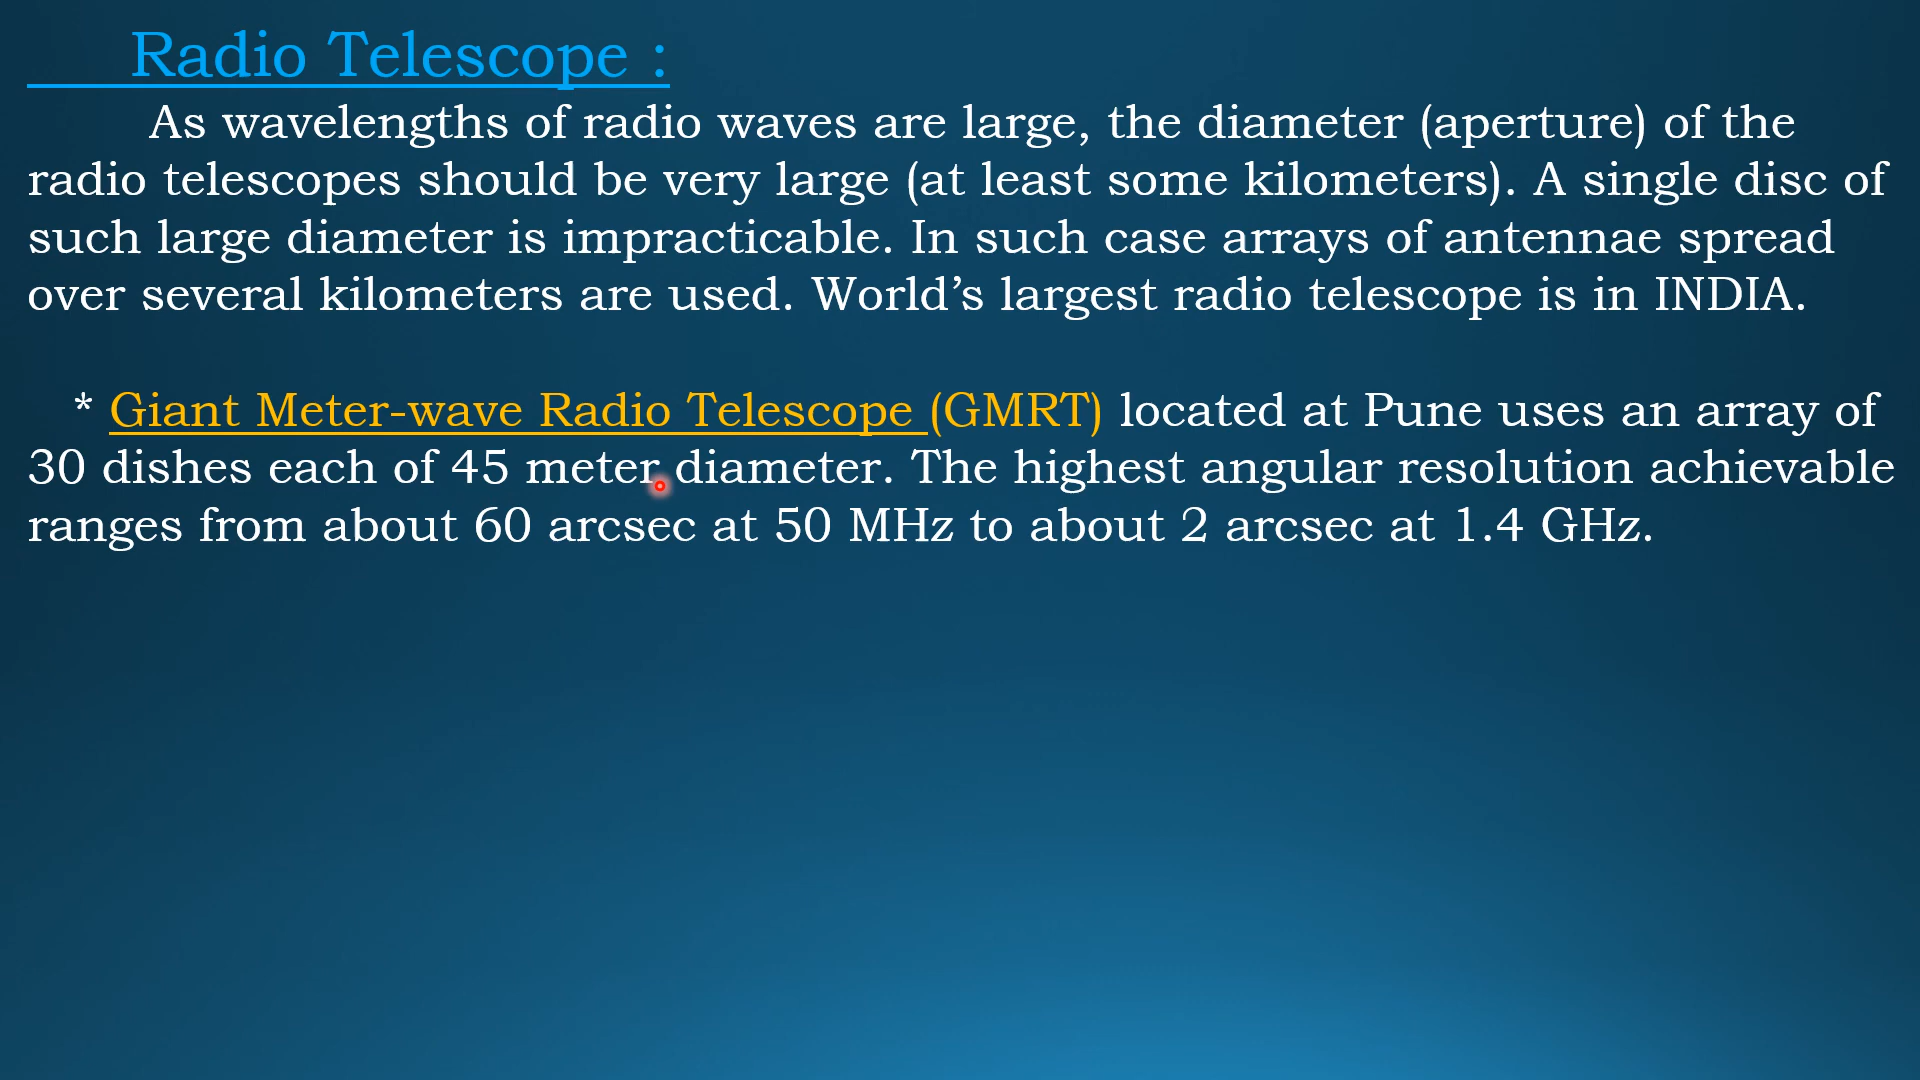 Radio Telescope :
As wavelengths of radio waves are large, the diameter (aperture) of the
radio telescopes should be very large (at least some kilometers). A single disc of
such large diameter is impracticable. In such case arrays of antennae spread
over several kilometers are used. World’s largest radio telescope is in INDIA.
* Giant Meter-wave Radio Telescope (GMRT) located at Pune uses an array of
30 dishes each of 45 meter diameter. The highest angular resolution achievable
ranges from about 60 arcsec at 50 MHz to about 2 arcsec at 1.4 GHz.